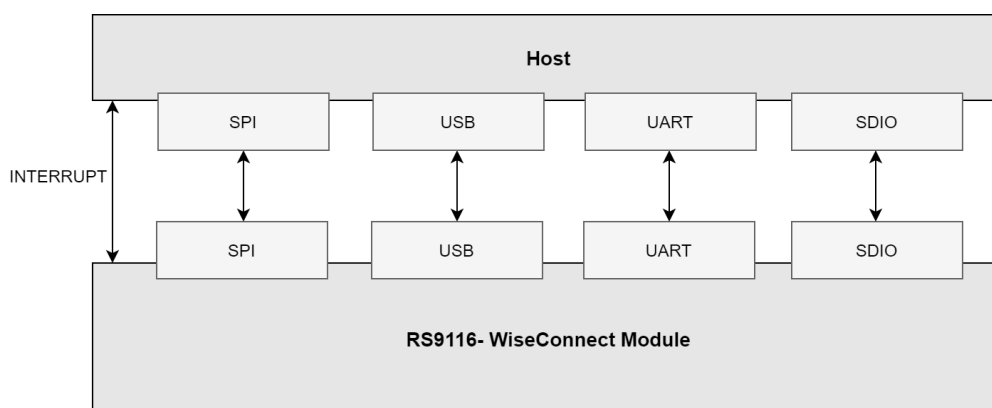 Host
SPI
USB
UART
SDIO
INTERRUPT
SPI
USB
UART
SDIO
RS9116- WiseConnect Module